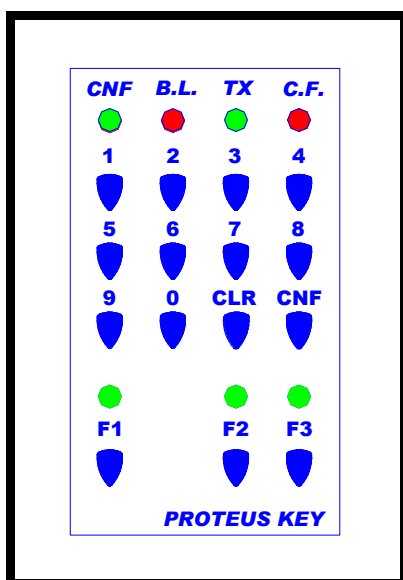 CNF B.L. TX C.F.
1 2 3 4
5 6 7 8
9 0 CLR CNF
F1 F2 F3
PROTEUS KEY